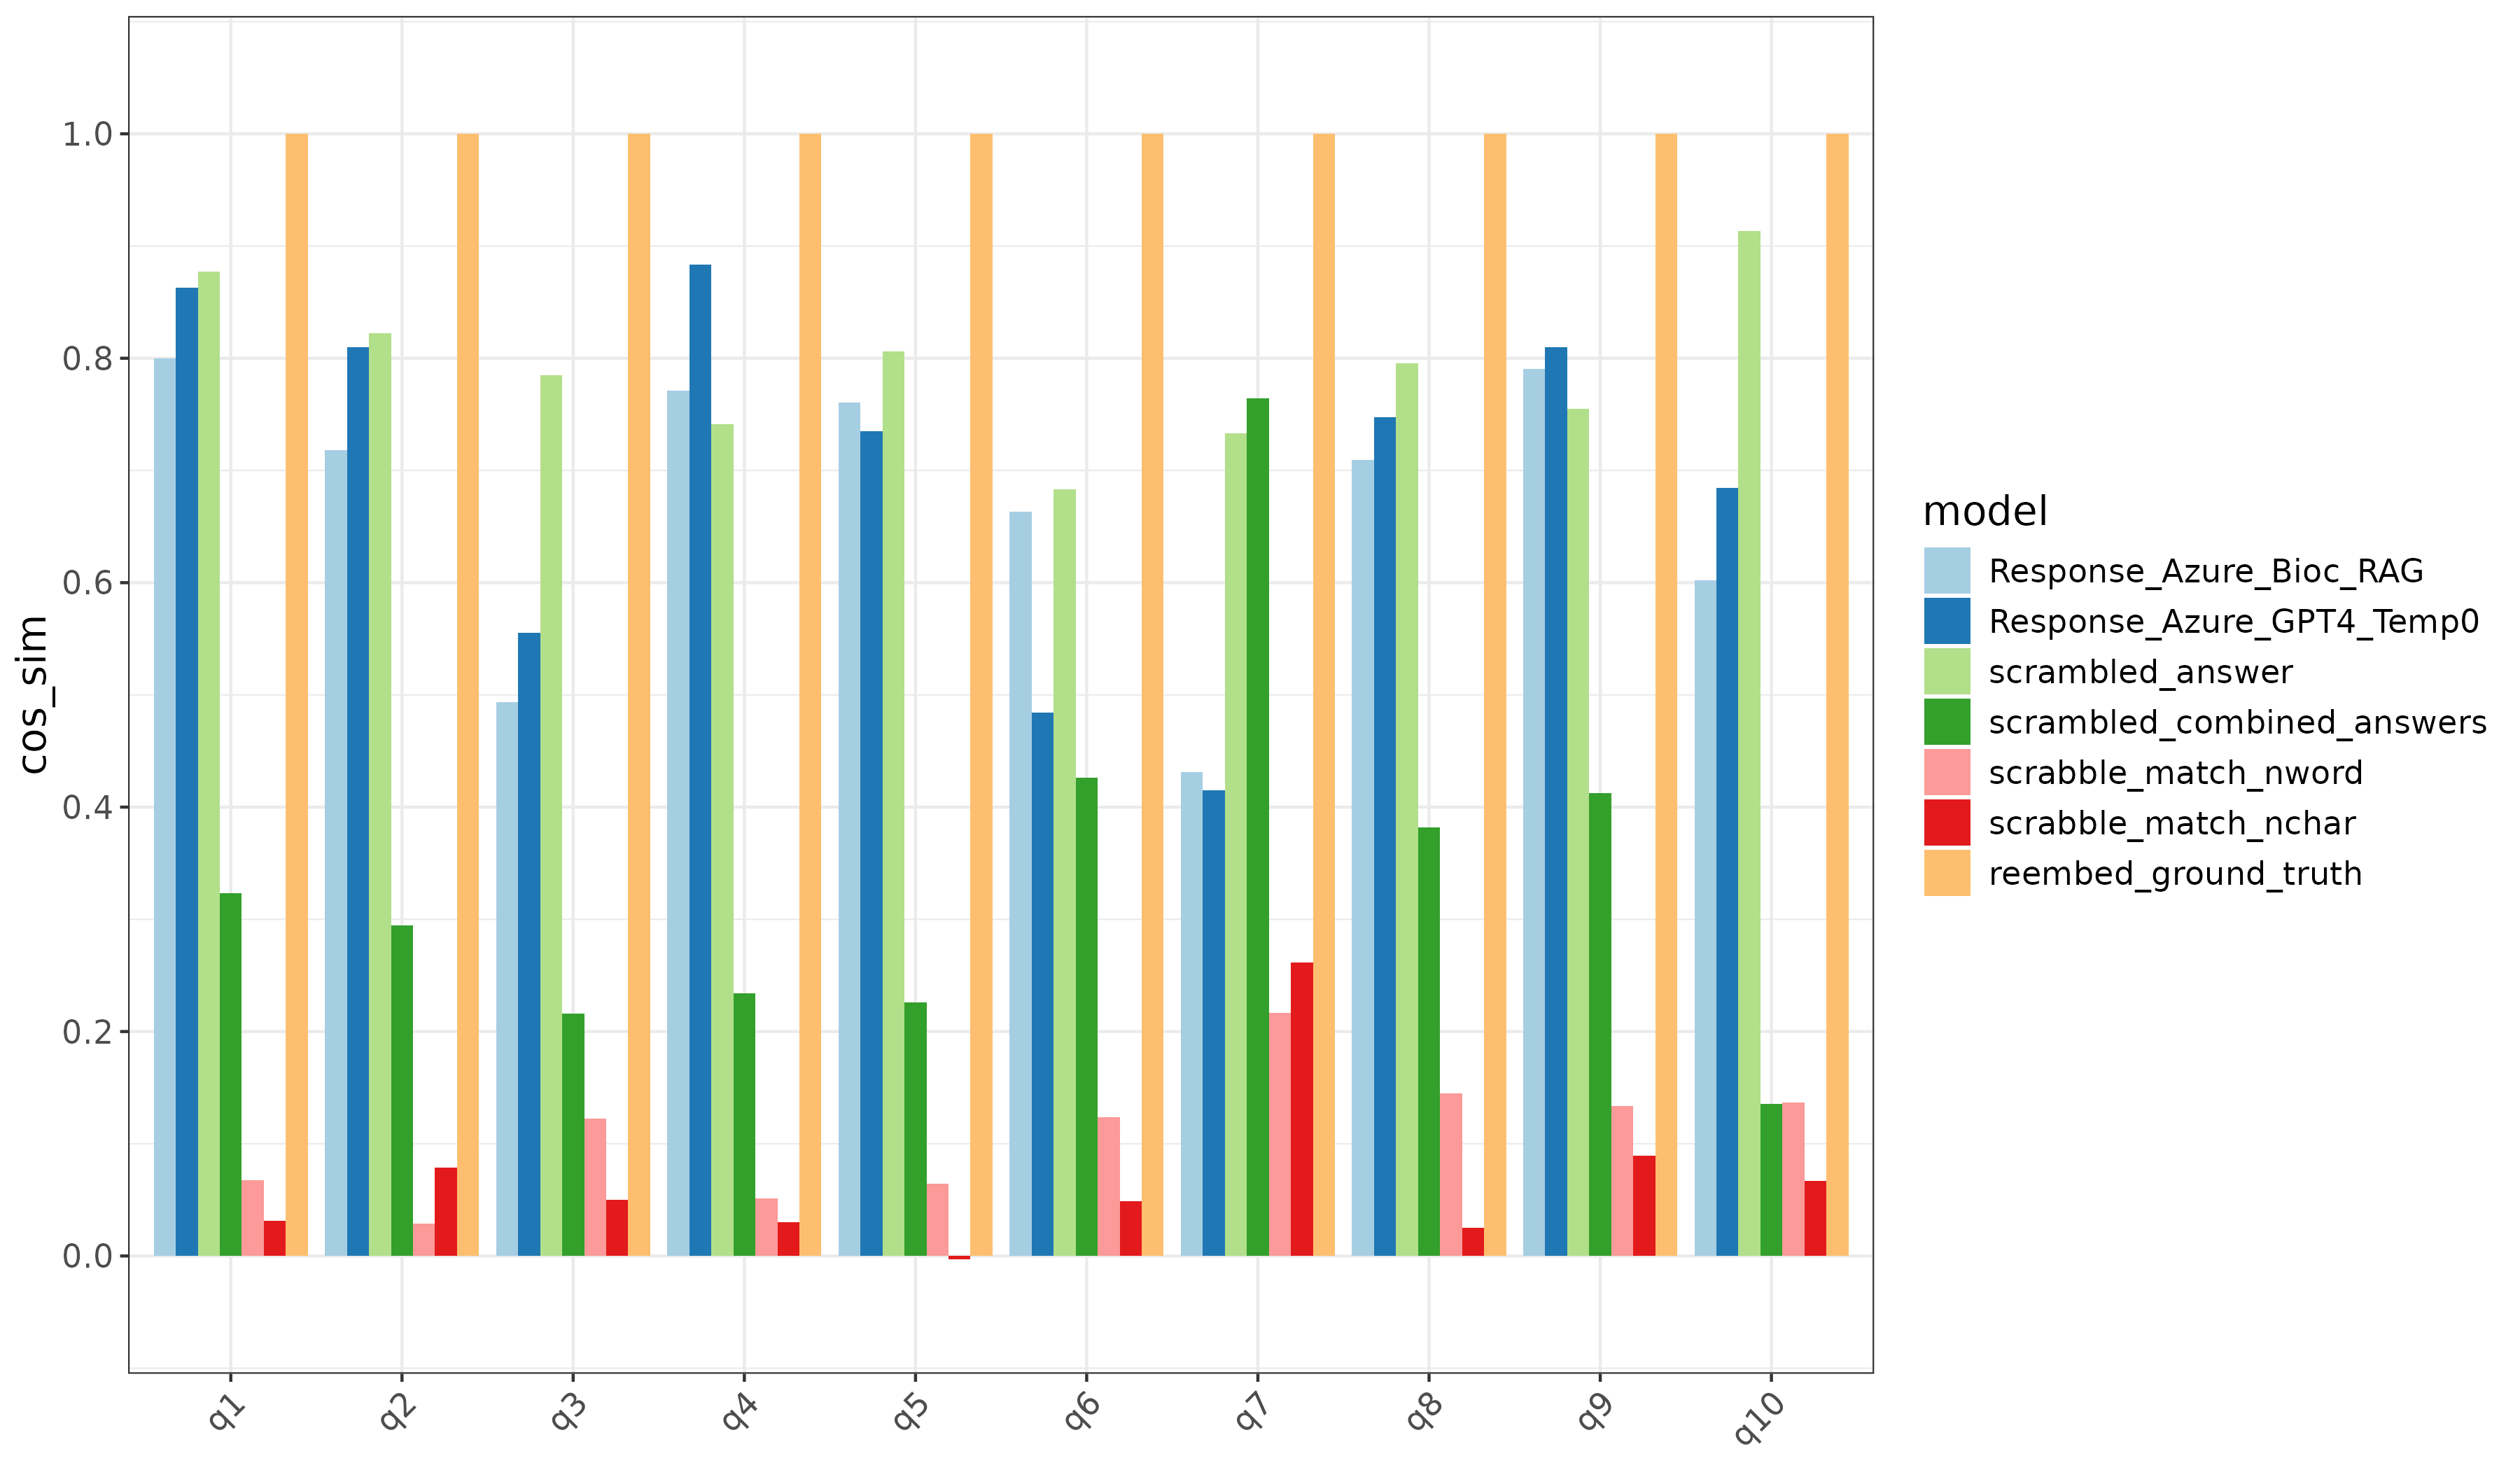 cos_sim
1.0
0.8
0.6
0.4
0.2
0.0
q1
q2
q3
q4
q5
q6
q7
q8
q9
q10
model
Response_Azure_Bioc_RAG
Response_Azure_GPT4_Temp0
scrambled_answer
scrambled_combined_answers
scrabble_match_nword
scrabble_match_nchar
reembed_ground_truth